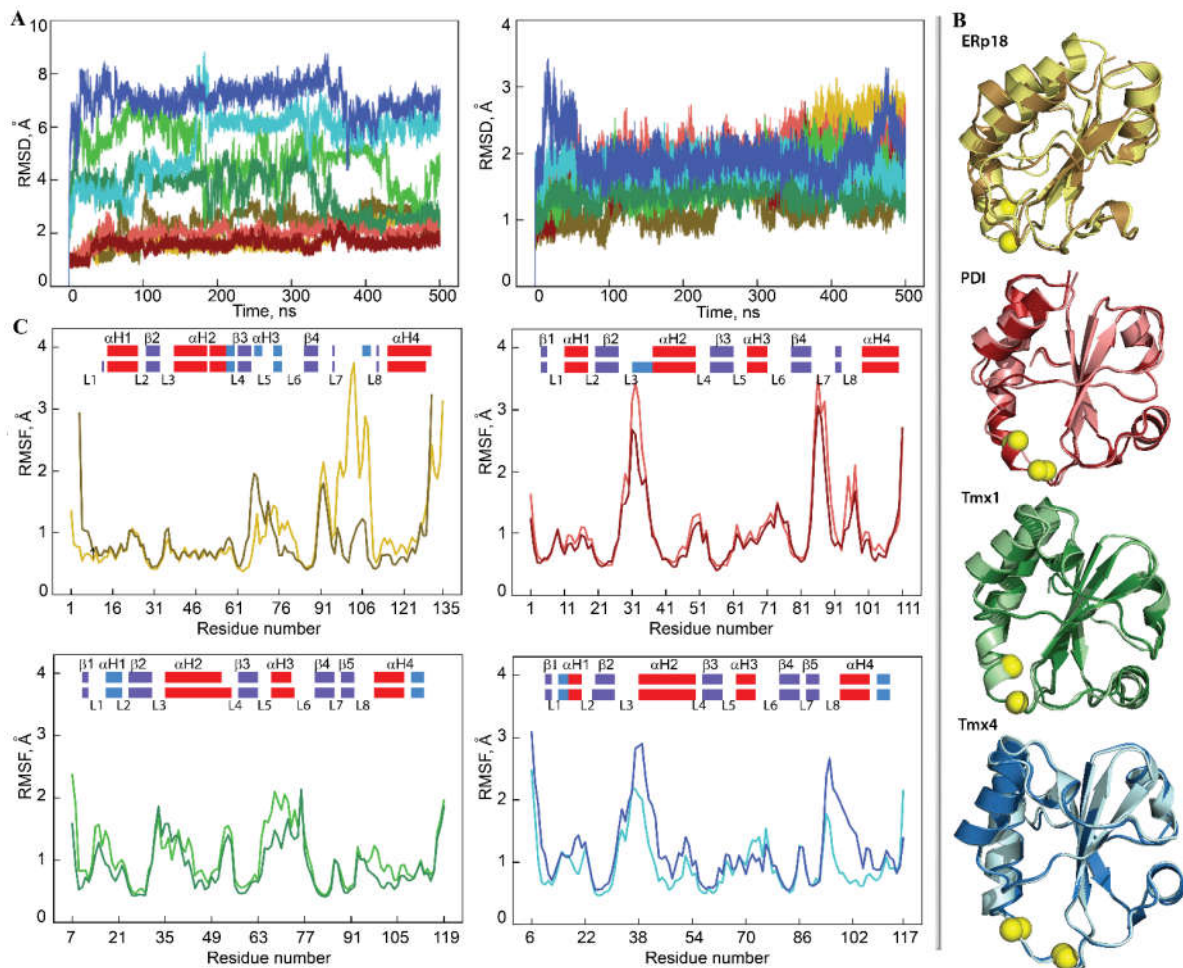 A
B
RMSD, Å
10
8
6
4
2
0
0 100 200 300 400 500
Time, ns
RMSD, Å
4
3
2
1
0
0 100 200 300 400 500
Time, ns
ERp18
PDI
Tmx1
Tmx4
C
αH1 β2 αH2 β3 αH3 β4 αH4
L1 L2 L3 L4 L5 L6 L7 L8
RMSF, Å
4
3
2
1
0
1 16 31 46 61 76 91 106 121 135
Residue number
β1 αH1 β2 αH2 β3 αH3 β4 αH4
L1 L2 L3 L4 L5 L6 L7 L8
RMSF, Å
4
3
2
1
0
1 11 21 31 41 51 61 71 81 91 101 111
Residue number
β1 αH1 β2 αH2 β3 αH3 β4 β5 αH4
L1 L2 L3 L4 L5 L6 L7 L8
RMSF, Å
4
3
2
1
0
7 21 35 49 63 77 91 105 119
Residue number
β1 αH1 β2 αH2 β3 αH3 β4 β5 αH4
L1 L2 L3 L4 L5 L6 L7 L8
RMSF, Å
4
3
2
1
0
6 22 38 54 70 86 102 117
Residue number